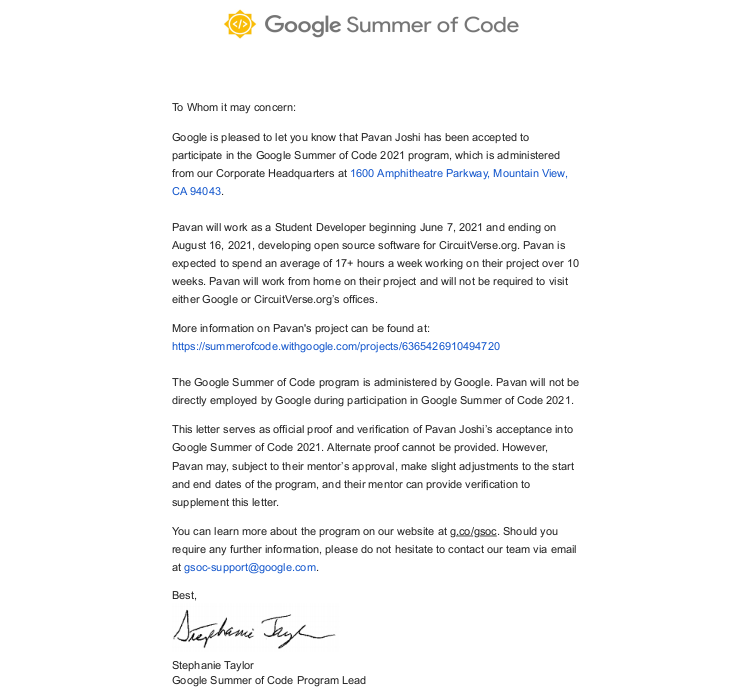 Google Summer of Code
To Whom it may concern:
Google is pleased to let you know that Pavan Joshi has been accepted to
participate in the Google Summer of Code 2021 program, which is administered
from our Corporate Headquarters at 1600 Amphitheatre Parkway, Mountain View,
CA 94043.
Pavan will work as a Student Developer beginning June 7, 2021 and ending on
August 16, 2021, developing open source software for CircuitVerse.org. Pavan is
expected to spend an average of 17+ hours a week working on their project over 10
weeks. Pavan will work from home on their project and will not be required to visit
either Google or CircuitVerse.org's offices.
More information on Pavan's project can be found at:
https://summerofcode.withgoogle.com/projects/6365426910494720
The Google Summer of Code program is administered by Google. Pavan will not be
directly employed by Google during participation in Google Summer of Code 2021.
This letter serves as official proof and verification of Pavan Joshi's acceptance into
Google Summer of Code 2021. Alternate proof cannot be provided. However,
Pavan may, subject to their mentor's approval, make slight adjustments to the start
and end dates of the program, and their mentor can provide verification to
supplement this letter.
You can learn more about the program on our website at g.co/gsoc. Should you
require any further information, please do not hesitate to contact our team via email
at gsoc-support@google.com.
Best,
Stephanie Taylor
Stephanie Taylor
Google Summer of Code Program Lead